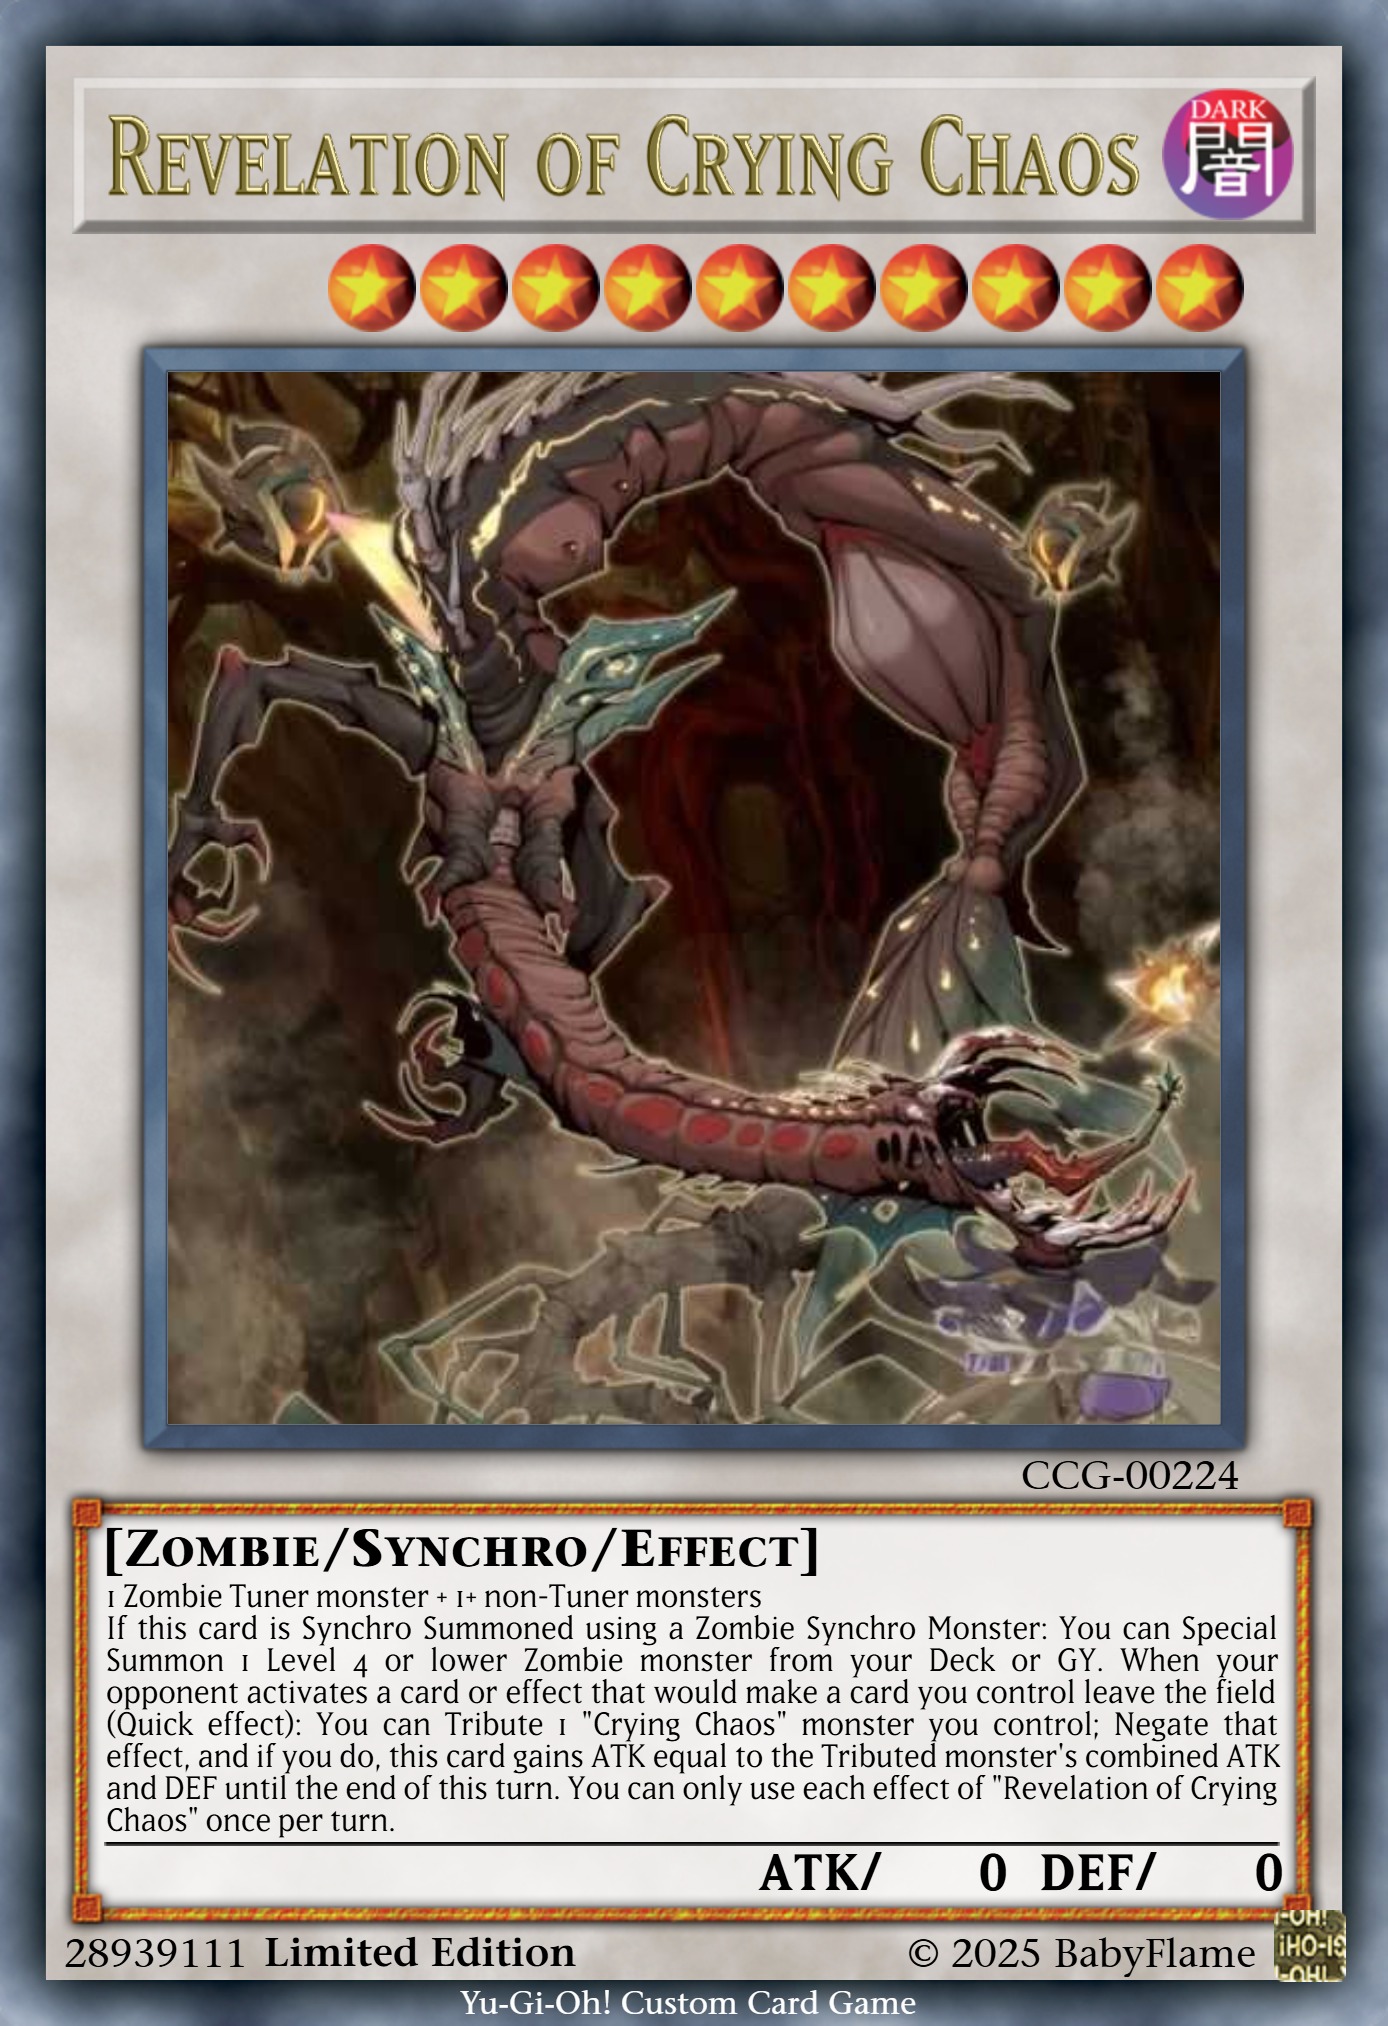 Revelation of Crying Chaos
DARK
闇
CCG-00224
[Zombie/Synchro/Effect]
1 Zombie Tuner monster + 1+ non-Tuner monsters
If this card is Synchro Summoned using a Zombie Synchro Monster: You can Special
Summon 1 Level 4 or lower Zombie monster from your Deck or GY. When your
opponent activates a card or effect that would make a card you control leave the field
(Quick effect): You can Tribute 1 "Crying Chaos" monster you control; Negate that
effect, and if you do, this card gains ATK equal to the Tributed monster's combined ATK
and DEF until the end of this turn. You can only use each effect of "Revelation of Crying
Chaos" once per turn.
ATK/ 0 DEF/ 0
28939111 Limited Edition © 2025 BabyFlame
Yu-Gi-Oh! Custom Card Game